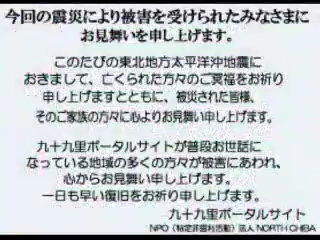 今回の震災により被害を受けられたみなさまに
お見舞いを申し上げます。
このたびの東北地方太平洋沖地震に
おきまして、亡くられた方々のご冥福をお祈り
申し上げますとともに、被災された皆様、
そのご家族の方々に心よりお見舞い申し上げます。
九十九里ポータルサイトが普段お世話に
なっている地域の多くの方々が被害にあわれ、
心からお見舞い申し上げます。
一日も早い復旧をお祈り申し上げます。
九十九里ポータルサイト
NPO（特定非営利活動）法人 NORTH CHIBA